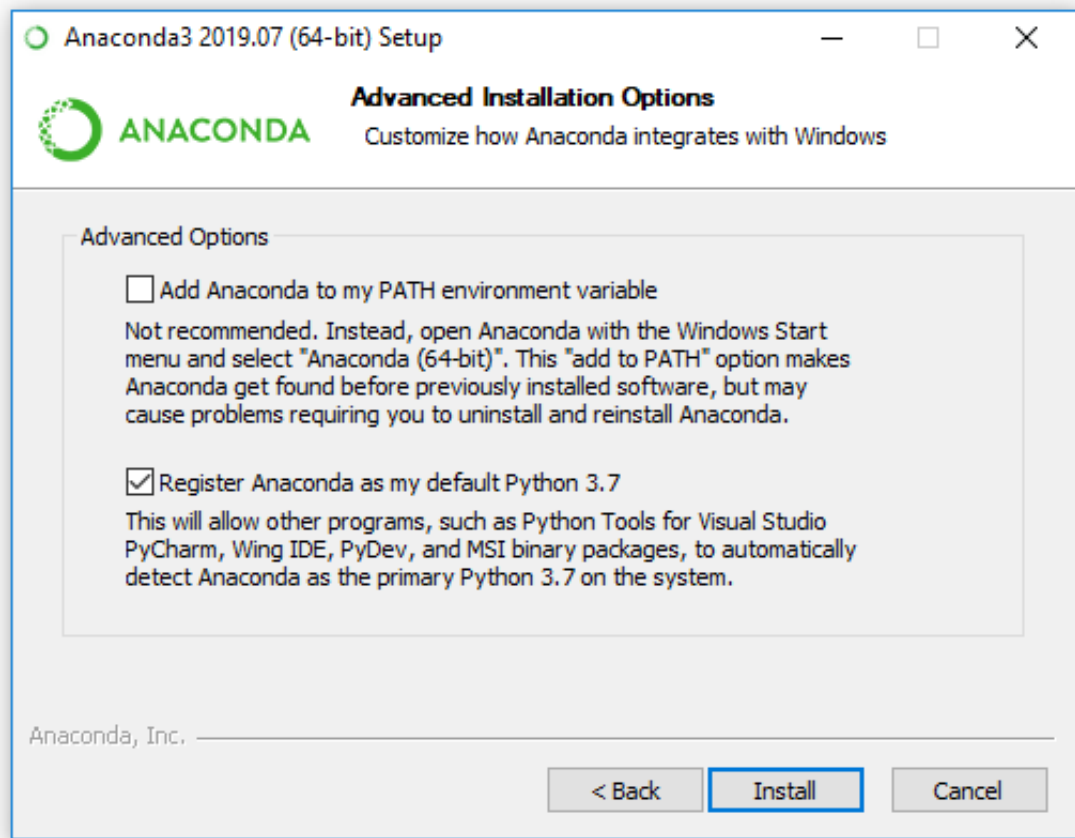 Anaconda3 2019.07 (64-bit) Setup
ANACONDA
Advanced Installation Options
Customize how Anaconda integrates with Windows
Advanced Options
Add Anaconda to my PATH environment variable
Not recommended. Instead, open Anaconda with the Windows Start
menu and select "Anaconda (64-bit)". This "add to PATH" option makes
Anaconda get found before previously installed software, but may
cause problems requiring you to uninstall and reinstall Anaconda.
Register Anaconda as my default Python 3.7
This will allow other programs, such as Python Tools for Visual Studio
PyCharm, Wing IDE, PyDev, and MSI binary packages, to automatically
detect Anaconda as the primary Python 3.7 on the system.
Anaconda, Inc.
< Back
Install
Cancel